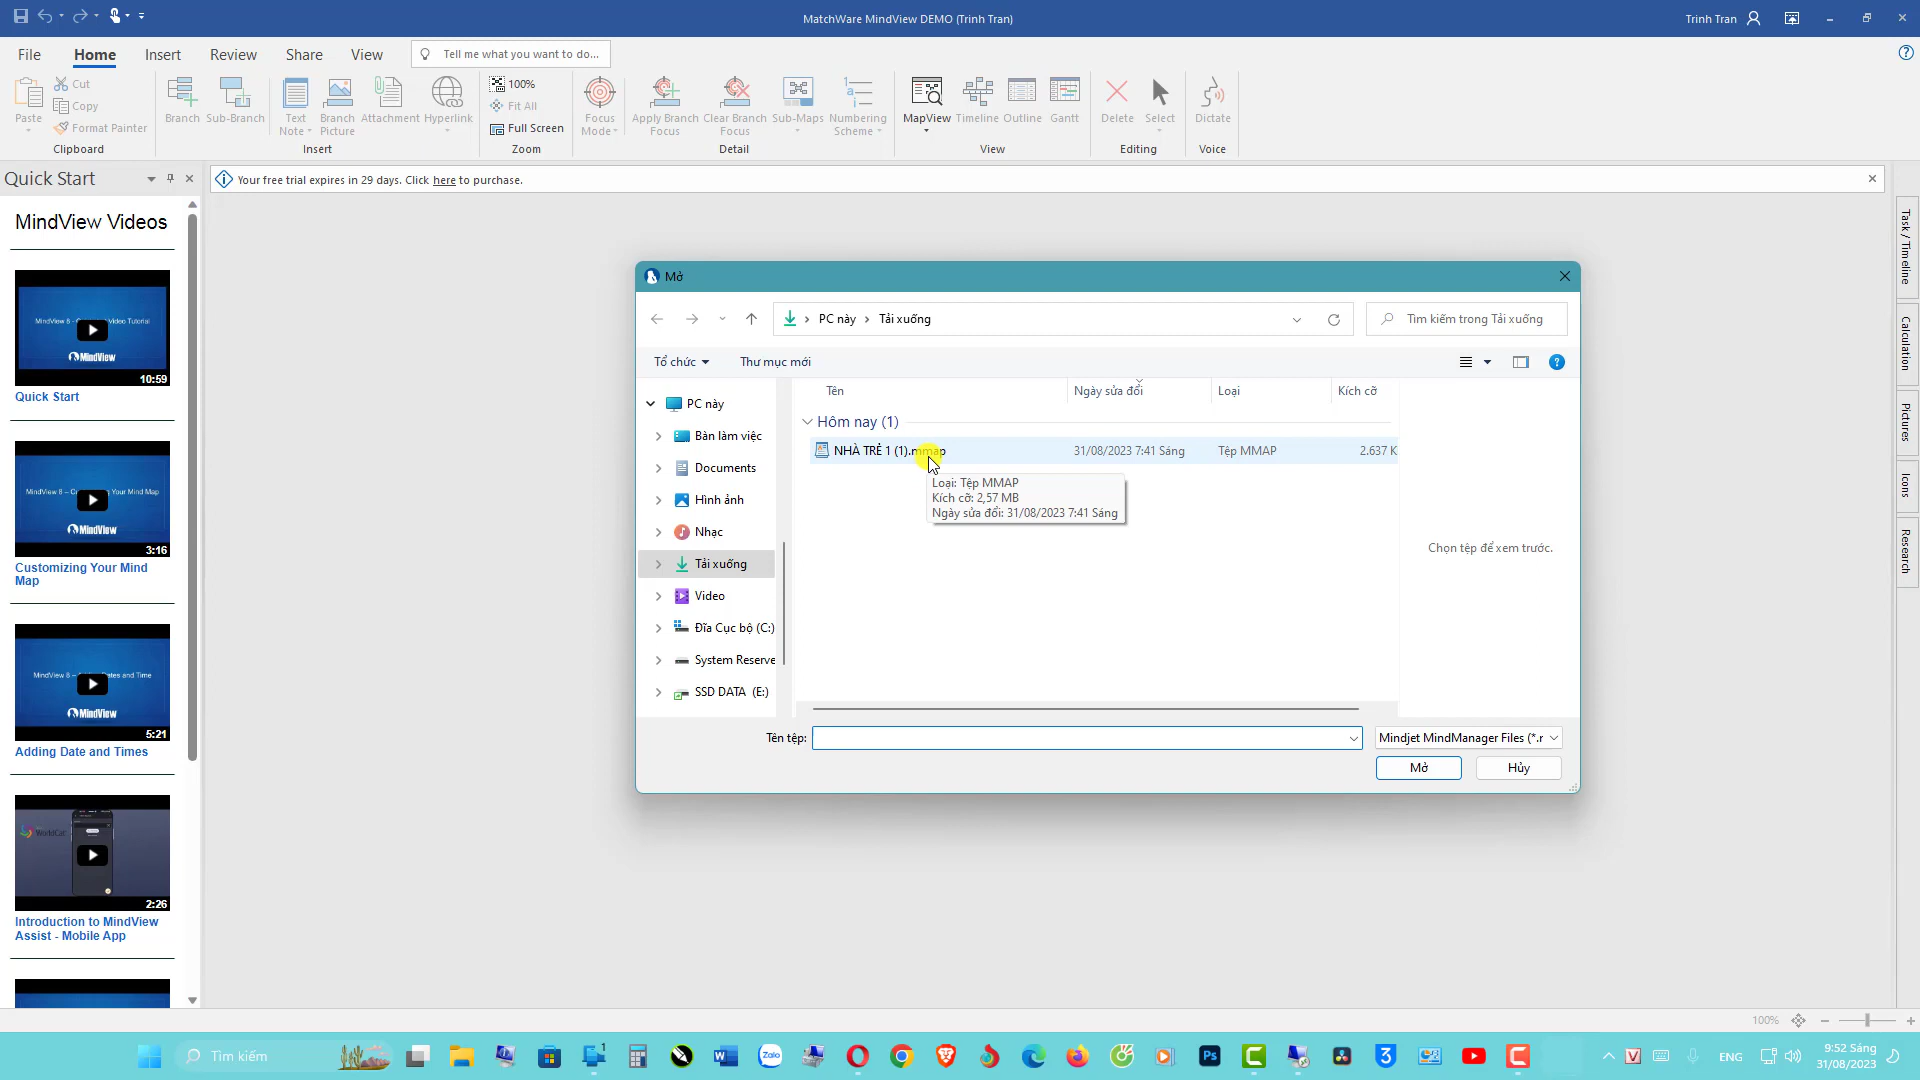 MatchWare MindView DEMO (Trinh Tran)
Trinh Tran
File
Home
Insert
Review
Share
View
Tell me what you want to do...
Paste
Cut
Copy
Format Painter
Clipboard
Branch
Sub-Branch
Text Note
Branch Picture
Attachment
Hyperlink
Insert
100%
Fit All
Full Screen
Zoom
Focus Mode
Apply Branch Focus
Clear Branch Focus
Sub-Maps
Numbering Scheme
Detail
MapView
Timeline
Outline
Gantt
View
Delete
Select
Editing
Dictate
Voice
Quick Start
Your free trial expires in 29 days. Click here to purchase.
MindView Videos
MindView
10:59
Quick Start
MindView
3:16
Customizing Your Mind
Map
MindView
5:21
Adding Date and Times
2:26
Introduction to MindView
Assist - Mobile App
Mở
PC này
Tải xuống
Tìm kiếm trong Tải xuống
Tổ chức
Thư mục mới
PC này
Bàn làm việc
Documents
Hình ảnh
Nhạc
Tải xuống
Video
Đĩa Cục bộ (C:)
System Reserve
SSD DATA (E:)
Tên
Ngày sửa đổi
Loại
Kích cỡ
Hôm nay (1)
NHÀ TRẺ 1 (1).mmap
31/08/2023 7:41 Sáng
Tệp MMAP
2.637 K
Loại: Tệp MMAP
Kích cỡ: 2,57 MB
Ngày sửa đổi: 31/08/2023 7:41 Sáng
Chọn tệp để xem trước.
Tên tệp:
Mindjet MindManager Files (*.r
Mở
Hủy
Task / Timeline
Calculation
Pictures
Icons
Research
100%
Tìm kiếm
Zalo
Ps
ENG
9:52 Sáng
31/08/2023